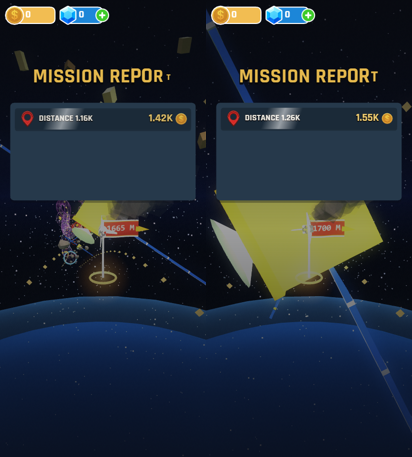 0 0
MISSION REPORT
DISTANCE 1.16K 1.42K
1665 M
0 0
MISSION REPORT
DISTANCE 1.26K 1.55K
1700 M